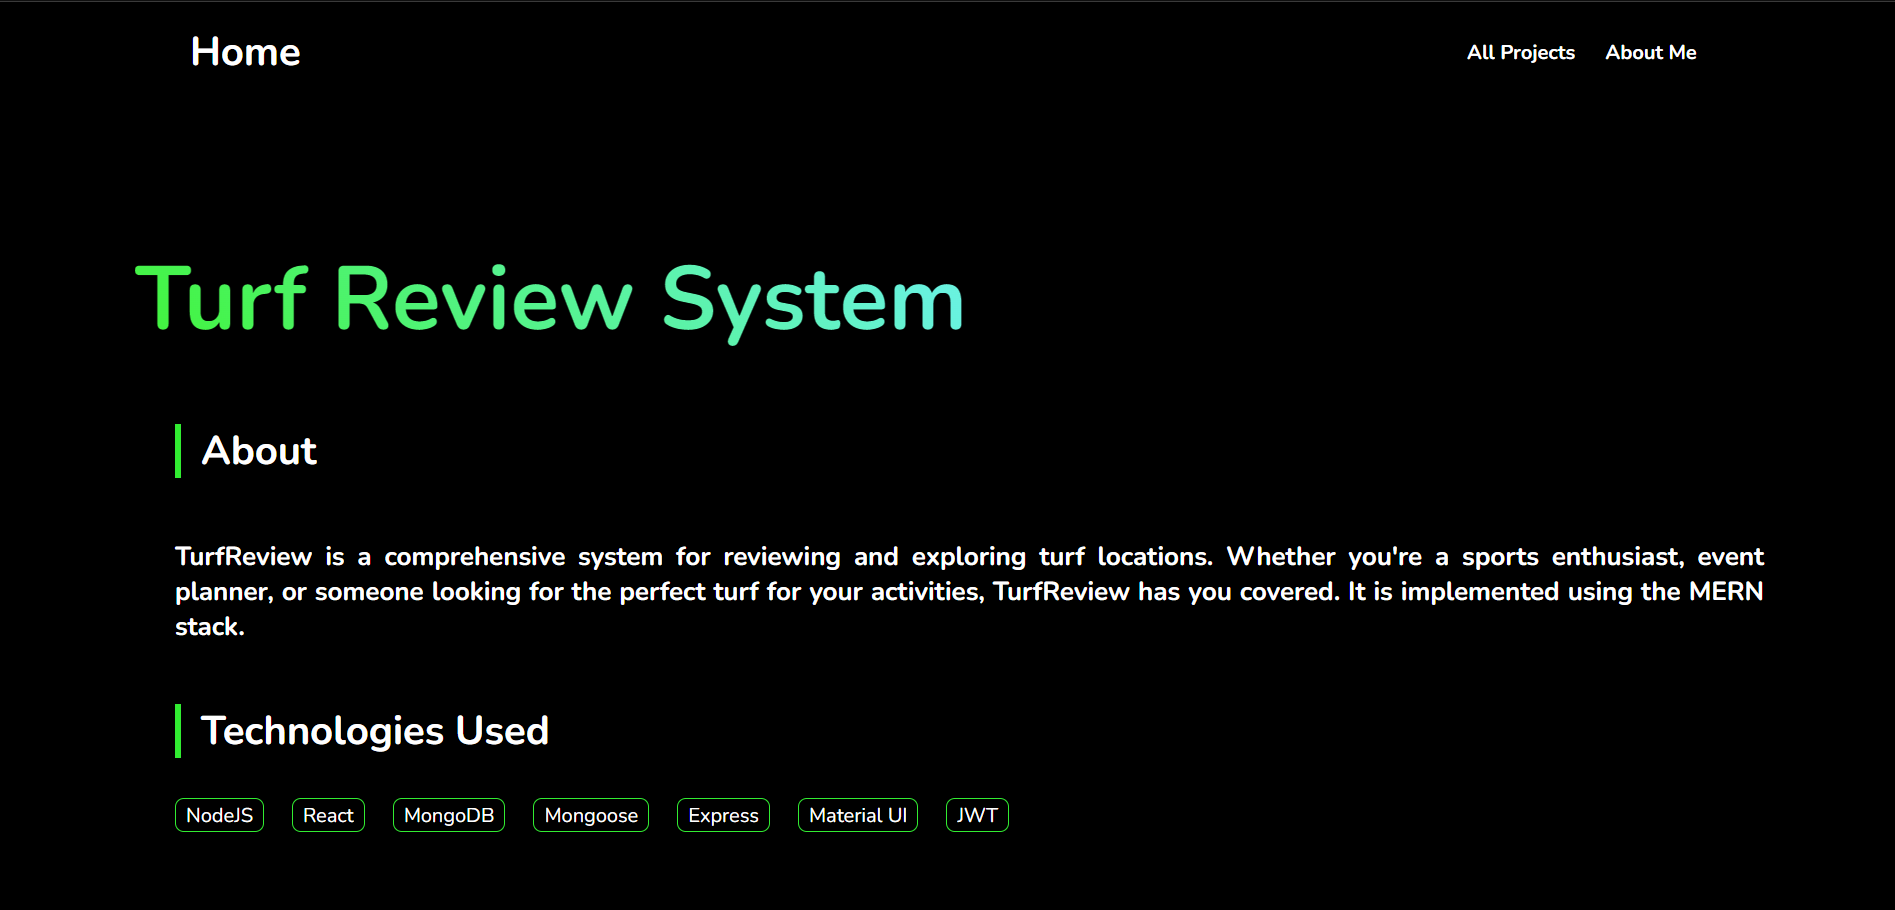 Home
All Projects
About Me
Turf Review System
About
TurfReview is a comprehensive system for reviewing and exploring turf locations. Whether you're a sports enthusiast, event
planner, or someone looking for the perfect turf for your activities, TurfReview has you covered. It is implemented using the MERN
stack.
Technologies Used
NodeJS
React
MongoDB
Mongoose
Express
Material UI
JWT